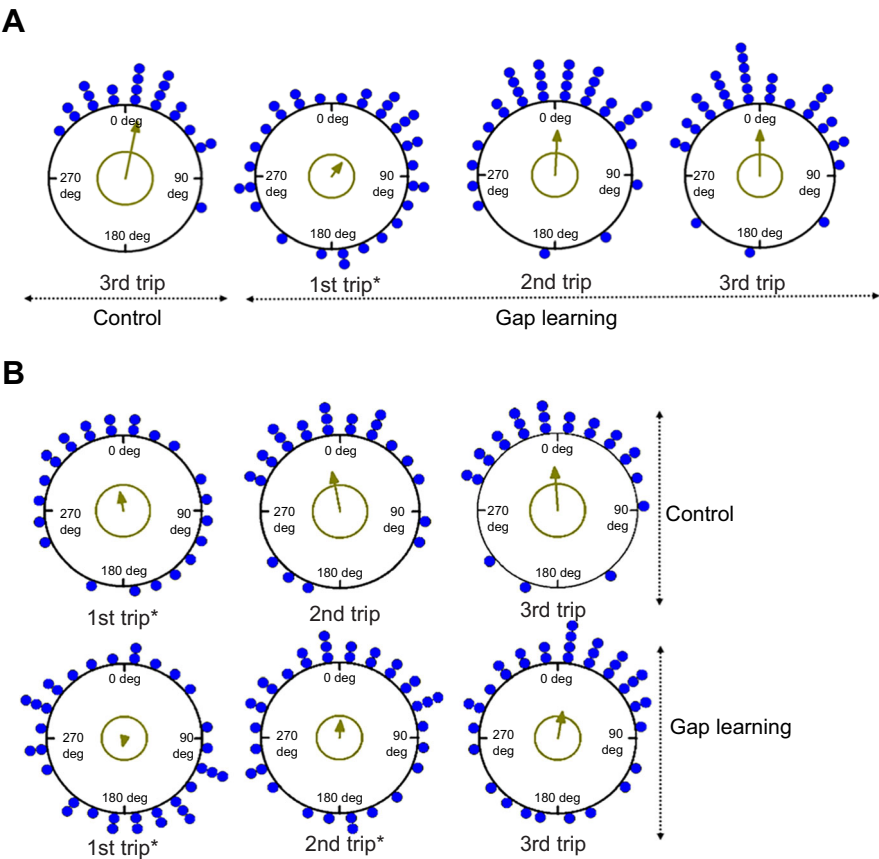 A
0 deg
270 deg
90 deg
180 deg
0 deg
270 deg
90 deg
180 deg
0 deg
270 deg
90 deg
180 deg
0 deg
270 deg
90 deg
180 deg
3rd trip
1st trip*
2nd trip
3rd trip
Control
Gap learning
B
0 deg
270 deg
90 deg
180 deg
0 deg
270 deg
90 deg
180 deg
0 deg
270 deg
90 deg
180 deg
Control
1st trip*
2nd trip
3rd trip
0 deg
270 deg
90 deg
180 deg
0 deg
270 deg
90 deg
180 deg
0 deg
270 deg
90 deg
180 deg
Gap learning
1st trip*
2nd trip*
3rd trip